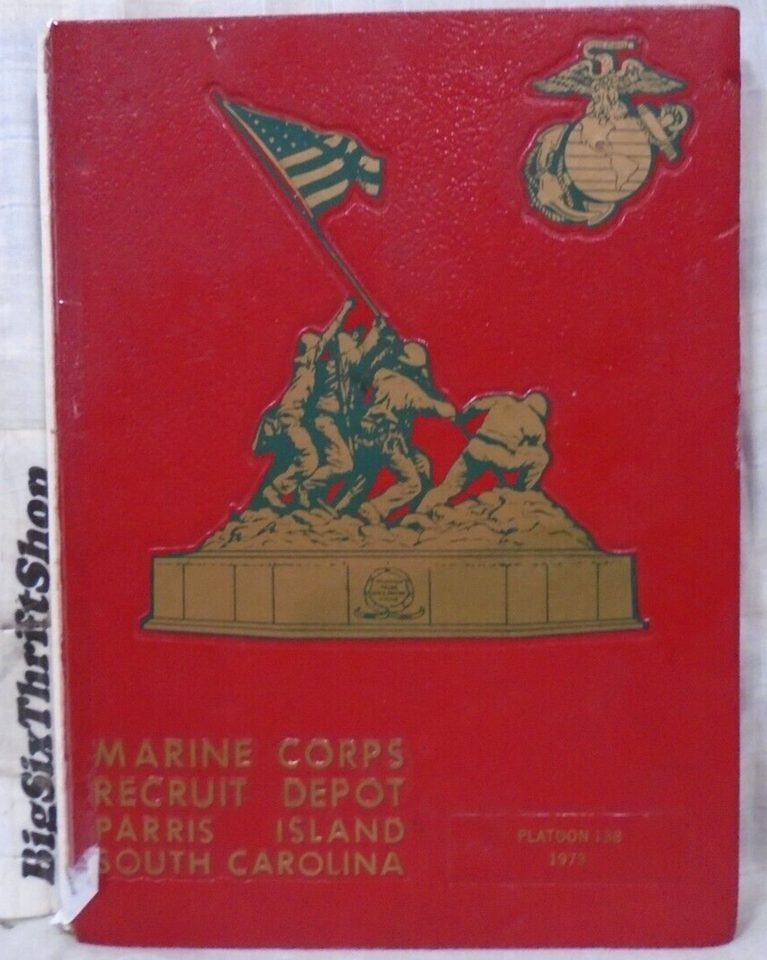 MARINE CORPS
RECRUIT DEPOT
PARRIS ISLAND
SOUTH CAROLINA
PLATOON 138
1973
BigSixThriftShop